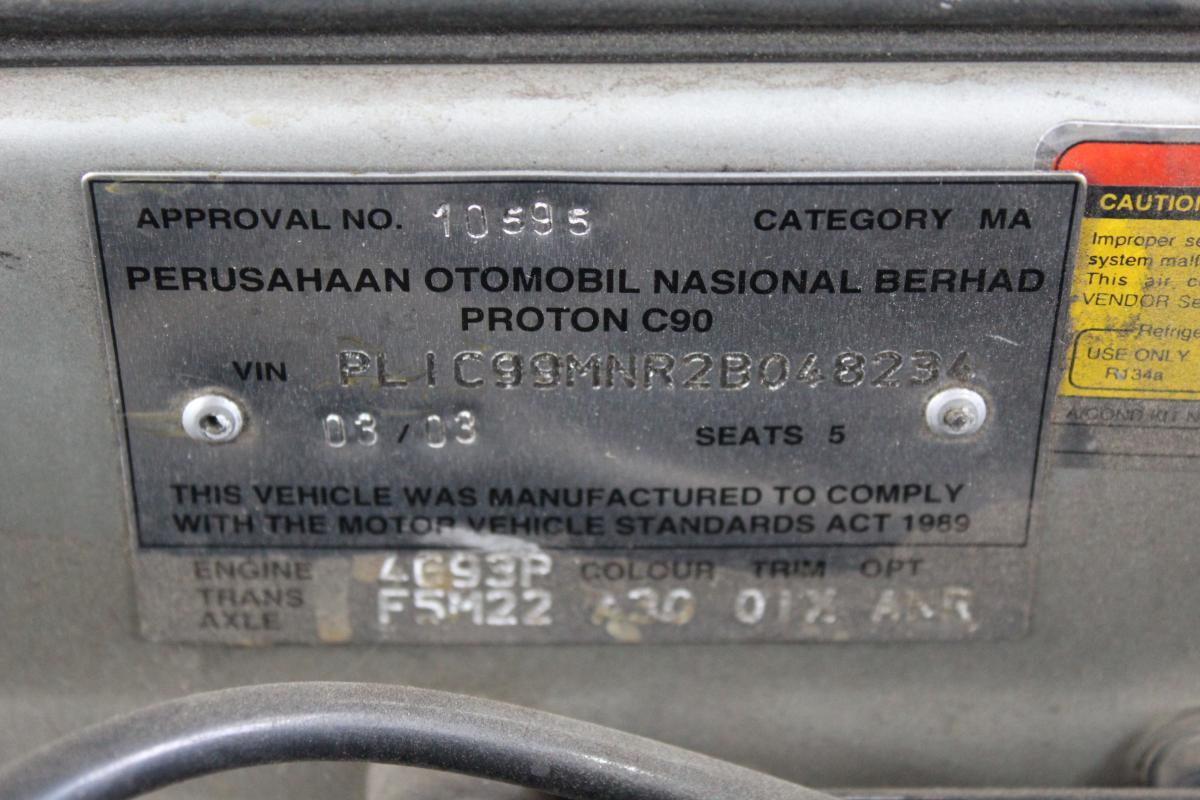 APPROVAL NO. 10595 CATEGORY MA
PERUSAHAAN OTOMOBIL NASIONAL BERHAD
PROTON C90
VIN PL1C99MNR2B048234
03/03 SEATS 5
THIS VEHICLE WAS MANUFACTURED TO COMPLY
WITH THE MOTOR VEHICLE STANDARDS ACT 1989
ENGINE 4G93P COLOUR TRIM OPT
TRANS F5M22 A30 01X ANR
AXLE
CAUTION
Improper
system
This air
VENDOR
USE ONLY
R134a